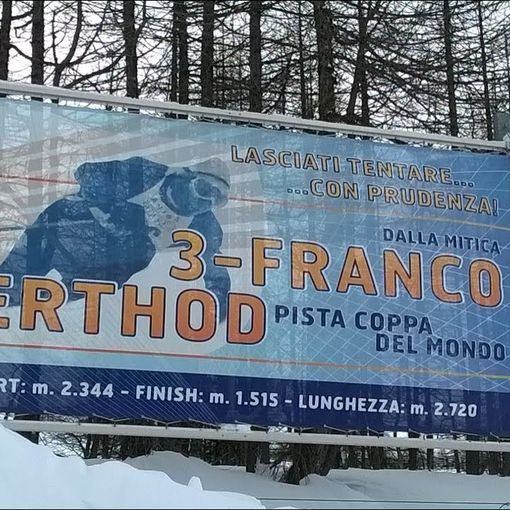 LASCIATI TENTARE...
...CON PRUDENZA!
DALLA MITICA
3-FRANCO
ERTHOD PISTA COPPA
DEL MONDO
RT: m. 2.344 - FINISH: m. 1.515 - LUNGHEZZA: m. 2.720